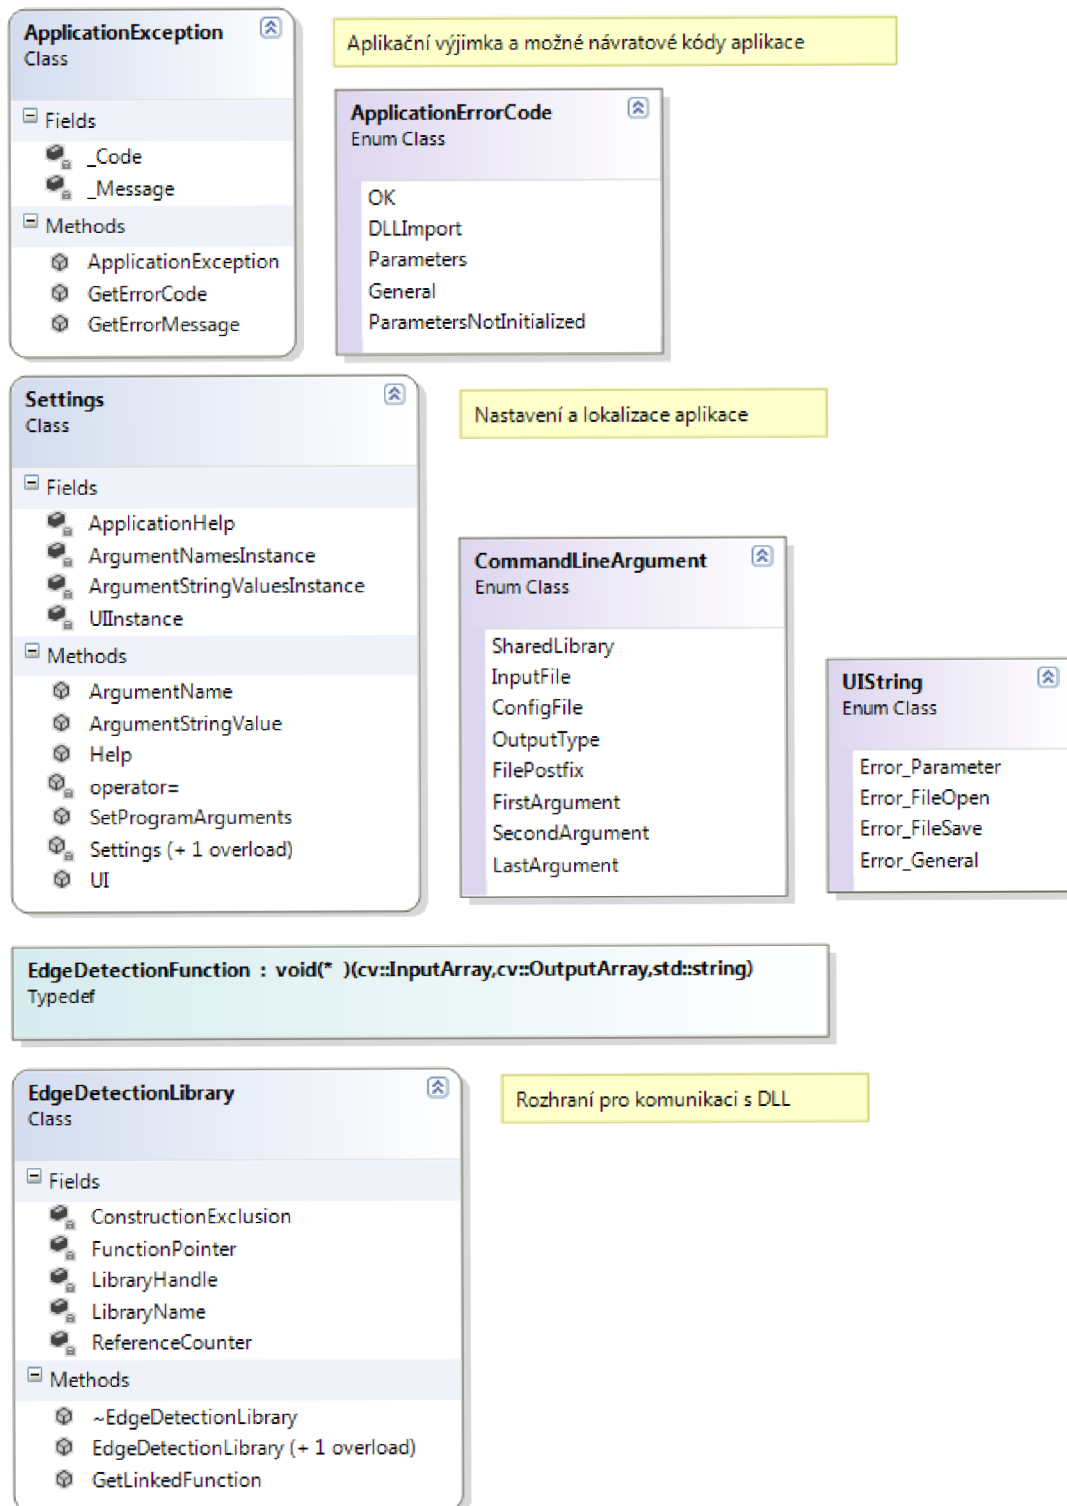 ApplicationException
Class
Fields
_Code
_Message
Methods
ApplicationException
GetErrorCode
GetErrorMessage
Aplikační výjimka a možné návratové kódy aplikace
ApplicationErrorCode
Enum Class
OK
DLLImport
Parameters
General
ParametersNotInitialized
Settings
Class
Fields
ApplicationHelp
ArgumentNamesInstance
ArgumentStringValuesInstance
UIInstance
Methods
ArgumentName
ArgumentStringValue
Help
operator=
SetProgramArguments
Settings (+ 1 overload)
UI
Nastavení a lokalizace aplikace
CommandLineArgument
Enum Class
SharedLibrary
InputFile
ConfigFile
OutputType
FilePostfix
FirstArgument
SecondArgument
LastArgument
UIString
Enum Class
Error_Parameter
Error_FileOpen
Error_FileSave
Error_General
EdgeDetectionFunction : void(* )(cv::InputArray,cv::OutputArray,std::string)
Typedef
EdgeDetectionLibrary
Class
Fields
ConstructionExclusion
FunctionPointer
LibraryHandle
LibraryName
ReferenceCounter
Methods
~EdgeDetectionLibrary
EdgeDetectionLibrary (+ 1 overload)
GetLinkedFunction
Rozhraní pro komunikaci s DLL